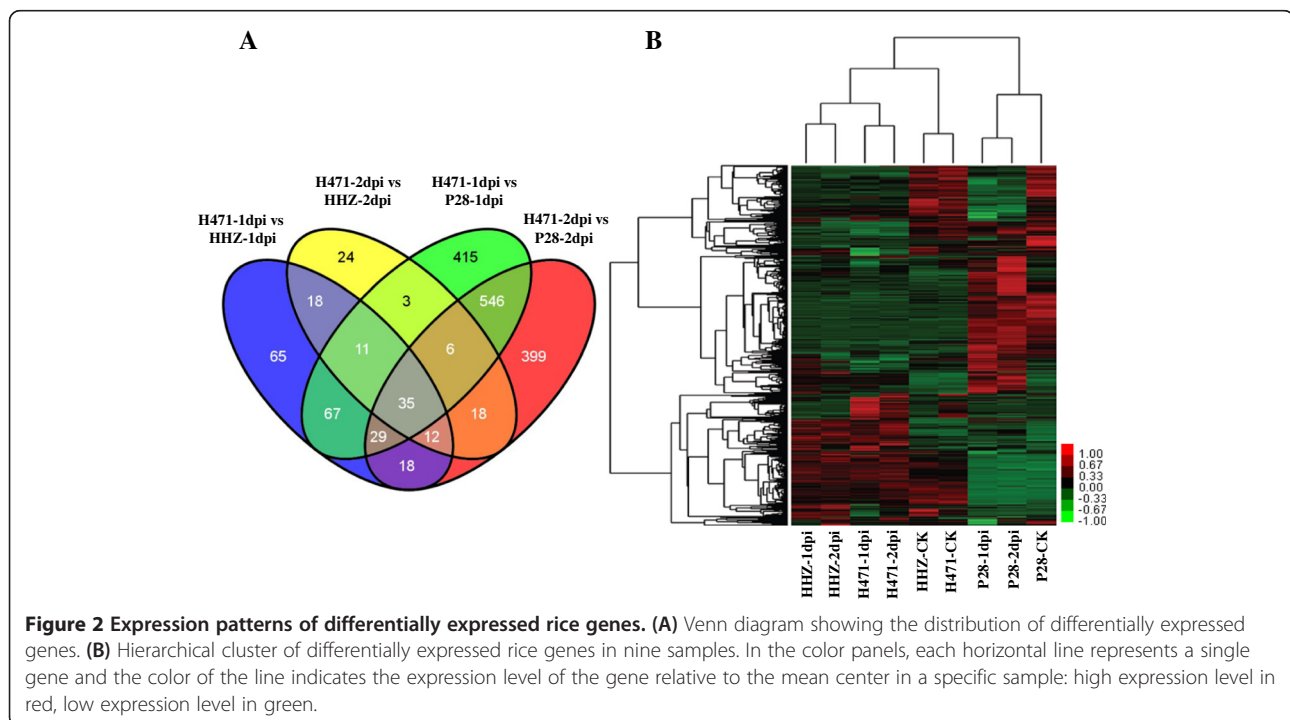 A
B
H471-2dpi vs
HHZ-2dpi
H471-1dpi vs
P28-1dpi
H471-1dpi vs
HHZ-1dpi
H471-2dpi vs
P28-2dpi
24
415
18
3
546
65
11
6
399
67
35
18
29
12
18
1.00
0.67
0.33
0.00
-0.33
-0.67
-1.00
HHZ-1dpi
HHZ-2dpi
H471-1dpi
H471-2dpi
HHZ-CK
H471-CK
P28-1dpi
P28-2dpi
P28-CK
Figure 2 Expression patterns of differentially expressed rice genes. (A) Venn diagram showing the distribution of differentially expressed
genes. (B) Hierarchical cluster of differentially expressed rice genes in nine samples. In the color panels, each horizontal line represents a single
gene and the color of the line indicates the expression level of the gene relative to the mean center in a specific sample: high expression level in
red, low expression level in green.